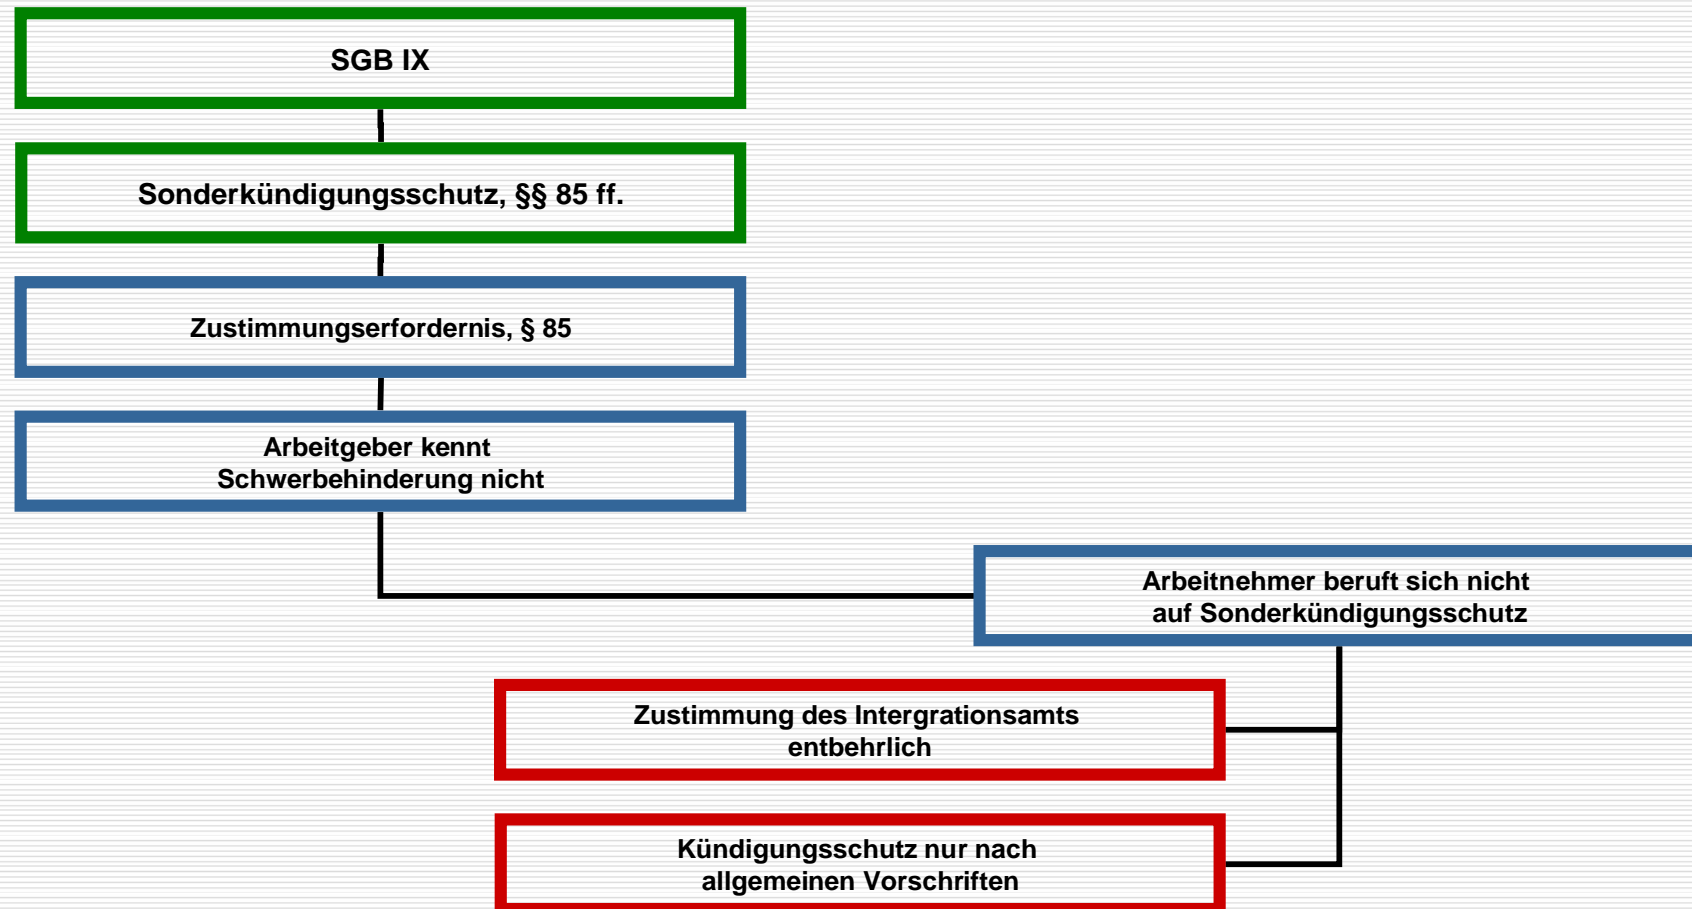 SGB IX
Sonderkündigungsschutz, §§ 85 ff.
Zustimmungserfordernis, § 85
Arbeitgeber kennt
Schwerbehinderung nicht
Arbeitnehmer beruft sich nicht
auf Sonderkündigungsschutz
Zustimmung des Intergrationsamts
entbehrlich
Kündigungsschutz nur nach
allgemeinen Vorschriften